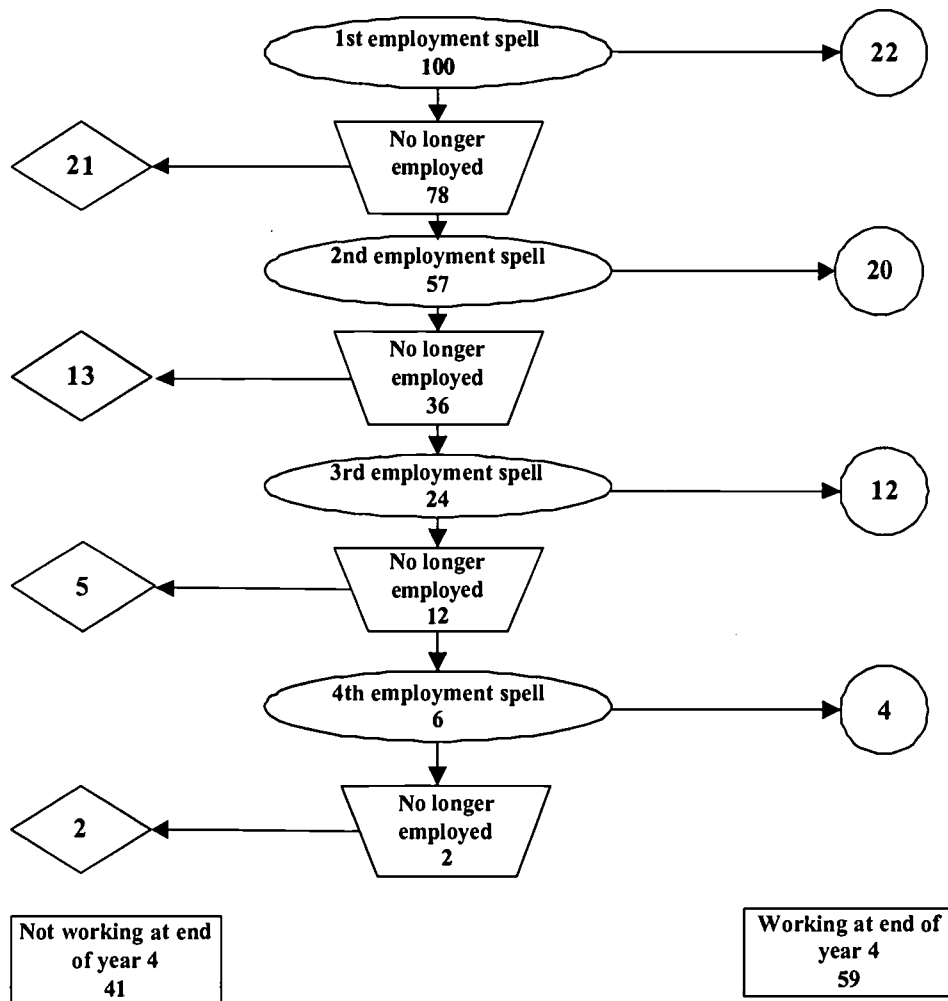 1st employment spell
100
22
No longer
employed
78
21
2nd employment spell
57
20
No longer
employed
36
13
3rd employment spell
24
12
No longer
employed
12
5
4th employment spell
6
4
No longer
employed
2
2
Not working at end
of year 4
41
Working at end of
year 4
59